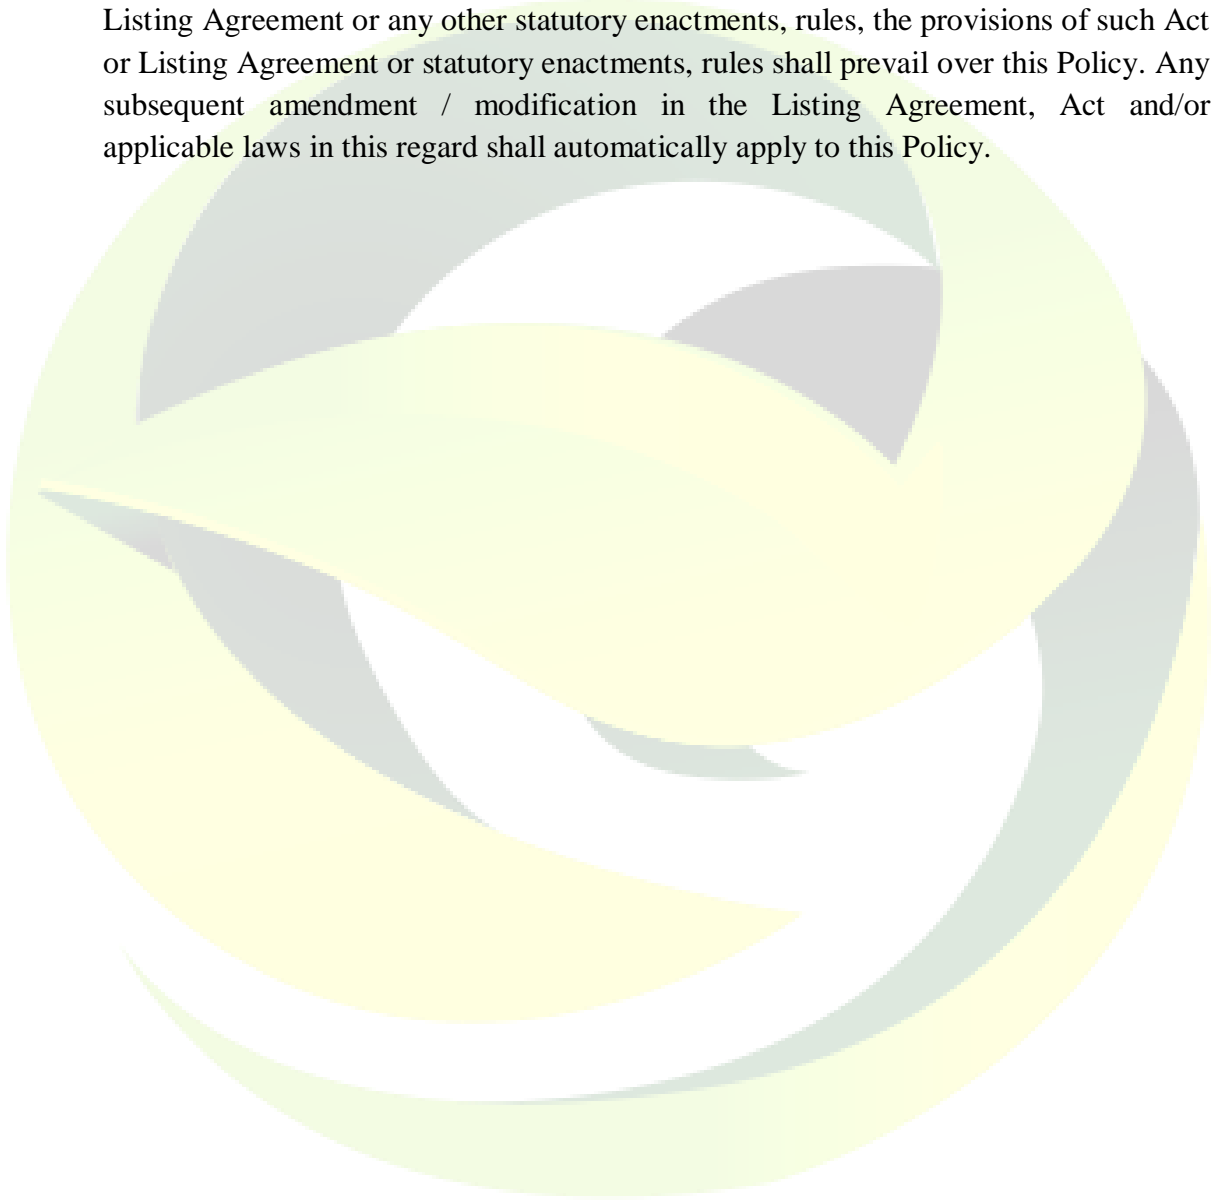 Listing Agreement or any other statutory enactments, rules, the provisions of such Act
or Listing Agreement or statutory enactments, rules shall prevail over this Policy. Any
subsequent amendment / modification in the Listing Agreement, Act and/or
applicable laws in this regard shall automatically apply to this Policy.